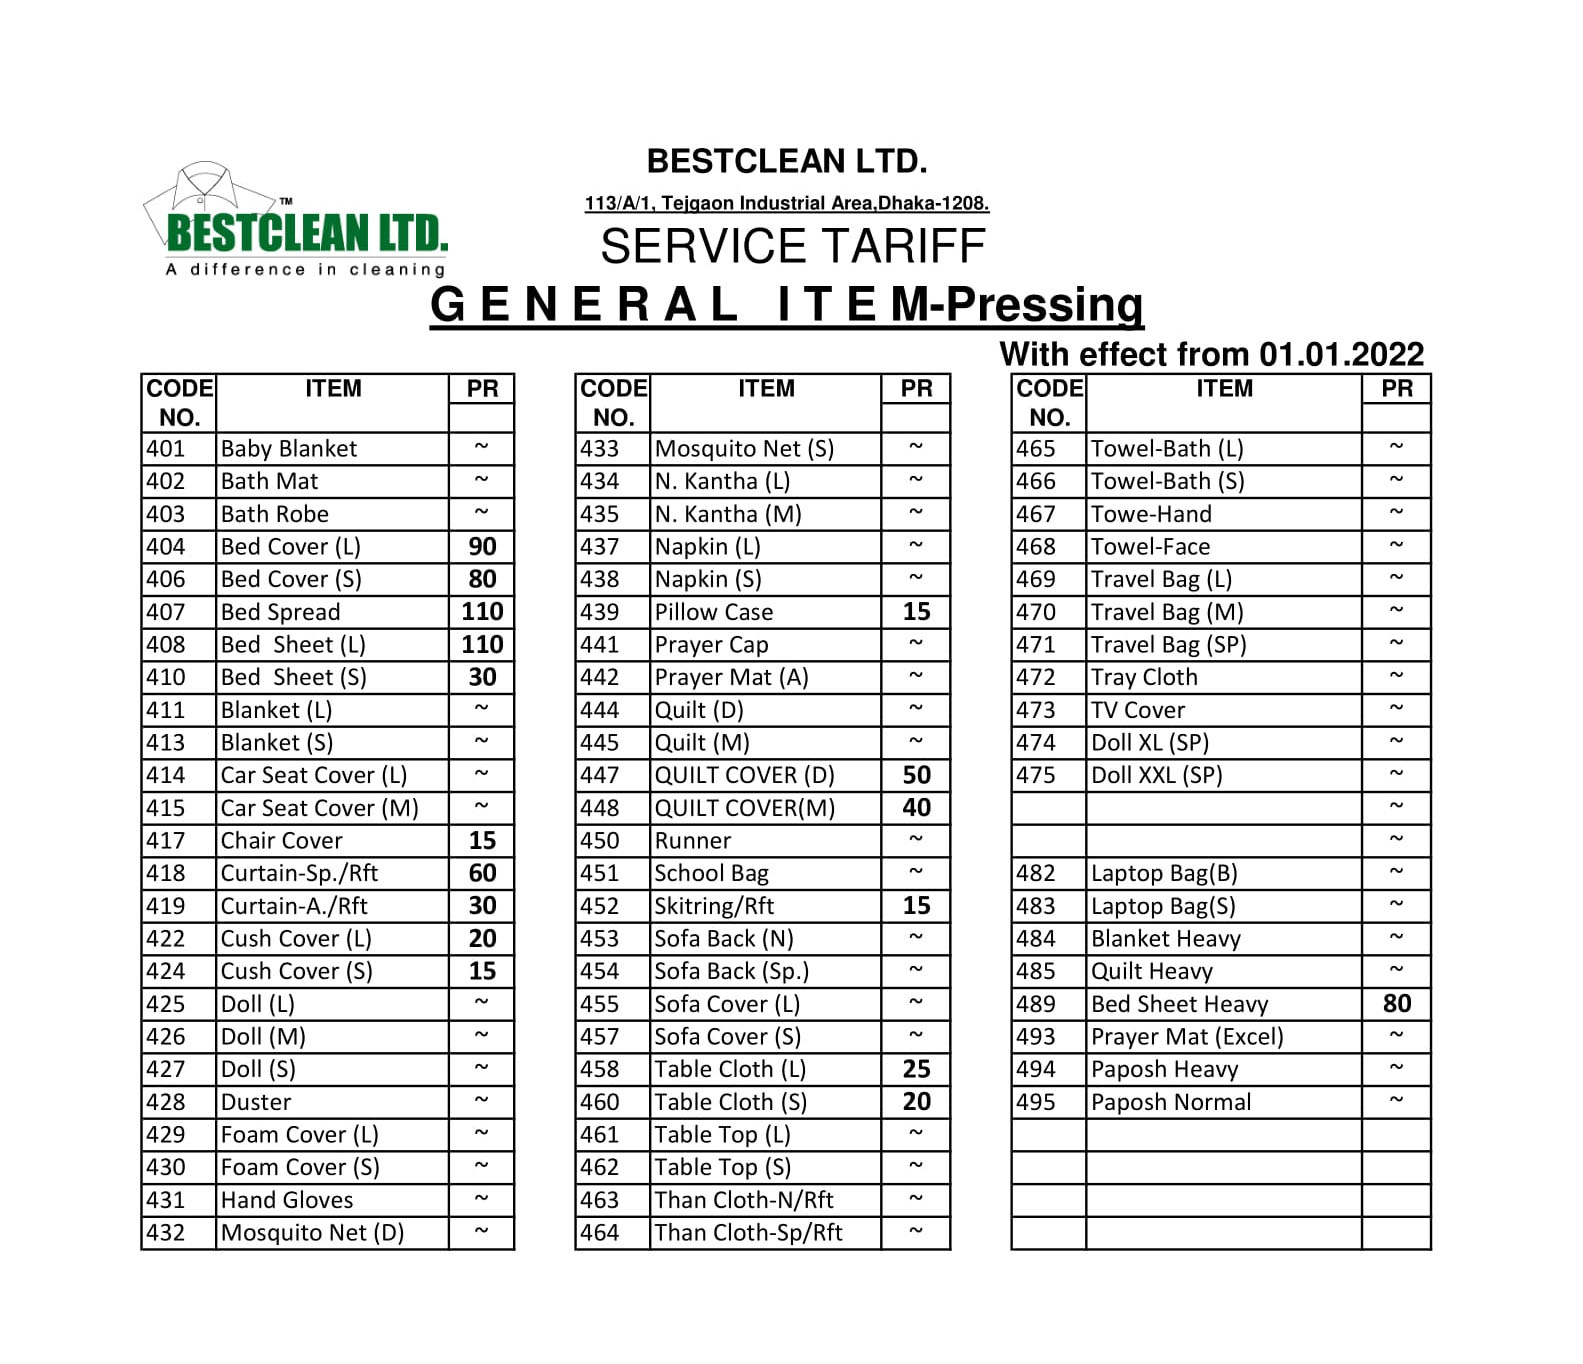 BESTCLEAN LTD.
113/A/1, Tejgaon Industrial Area,Dhaka-1208.
™
BESTCLEAN LTD.
A difference in cleaning
SERVICE TARIFF
G E N E R A L I T E M-Pressing
With effect from 01.01.2022
CODE NO. ITEM PR
401 Baby Blanket ~
402 Bath Mat ~
403 Bath Robe ~
404 Bed Cover (L) 90
406 Bed Cover (S) 80
407 Bed Spread 110
408 Bed Sheet (L) 110
410 Bed Sheet (S) 30
411 Blanket (L) ~
413 Blanket (S) ~
414 Car Seat Cover (L) ~
415 Car Seat Cover (M) ~
417 Chair Cover 15
418 Curtain-Sp./Rft 60
419 Curtain-A./Rft 30
422 Cush Cover (L) 20
424 Cush Cover (S) 15
425 Doll (L) ~
426 Doll (M) ~
427 Doll (S) ~
428 Duster ~
429 Foam Cover (L) ~
430 Foam Cover (S) ~
431 Hand Gloves ~
432 Mosquito Net (D) ~
CODE NO. ITEM PR
433 Mosquito Net (S) ~
434 N. Kantha (L) ~
435 N. Kantha (M) ~
437 Napkin (L) ~
438 Napkin (S) ~
439 Pillow Case 15
441 Prayer Cap ~
442 Prayer Mat (A) ~
444 Quilt (D) ~
445 Quilt (M) ~
447 QUILT COVER (D) 50
448 QUILT COVER(M) 40
450 Runner ~
451 School Bag ~
452 Skitring/Rft 15
453 Sofa Back (N) ~
454 Sofa Back (Sp.) ~
455 Sofa Cover (L) ~
457 Sofa Cover (S) ~
458 Table Cloth (L) 25
460 Table Cloth (S) 20
461 Table Top (L) ~
462 Table Top (S) ~
463 Than Cloth-N/Rft ~
464 Than Cloth-Sp/Rft ~
CODE NO. ITEM PR
465 Towel-Bath (L) ~
466 Towel-Bath (S) ~
467 Towe-Hand ~
468 Towel-Face ~
469 Travel Bag (L) ~
470 Travel Bag (M) ~
471 Travel Bag (SP) ~
472 Tray Cloth ~
473 TV Cover ~
474 Doll XL (SP) ~
475 Doll XXL (SP) ~
~
~
482 Laptop Bag(B) ~
483 Laptop Bag(S) ~
484 Blanket Heavy ~
485 Quilt Heavy ~
489 Bed Sheet Heavy 80
493 Prayer Mat (Excel) ~
494 Paposh Heavy ~
495 Paposh Normal ~